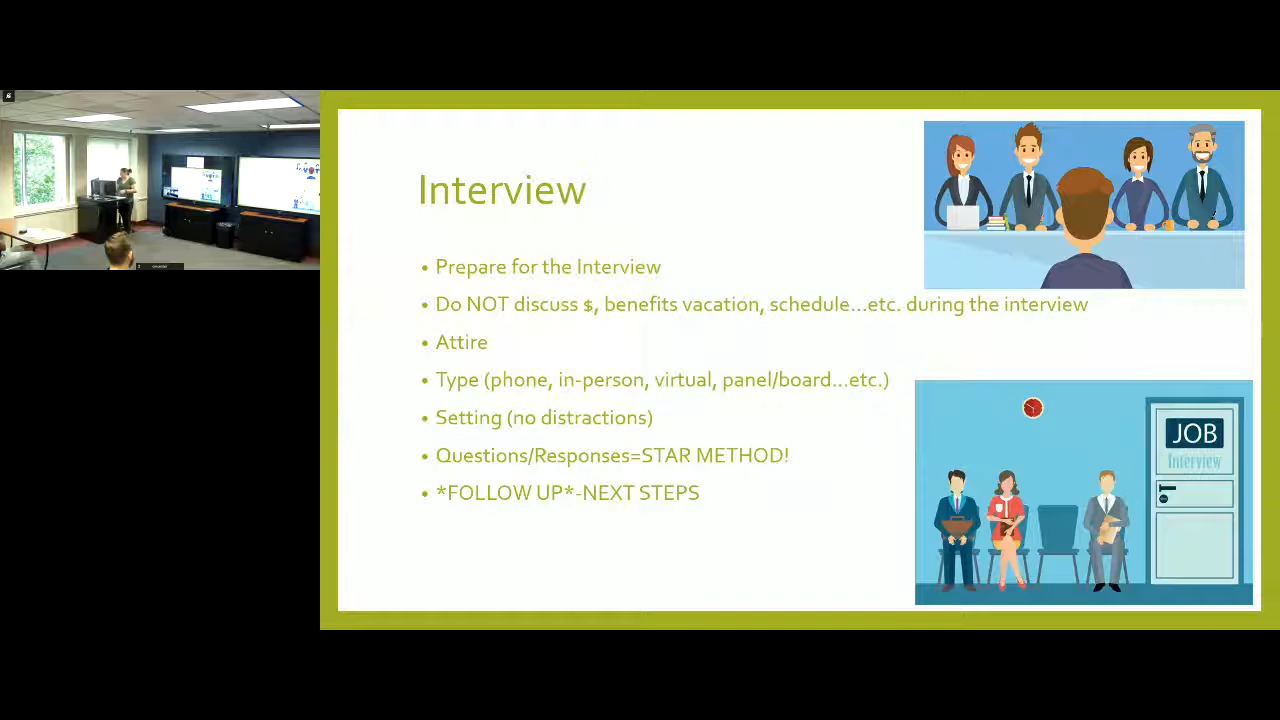 Interview
• Prepare for the Interview
• Do NOT discuss $, benefits vacation, schedule...etc. during the interview
• Attire
• Type (phone, in-person, virtual, panel/board...etc.)
• Setting (no distractions)
• Questions/Responses=STAR METHOD!
• *FOLLOW UP*-NEXT STEPS
JOB
Interview